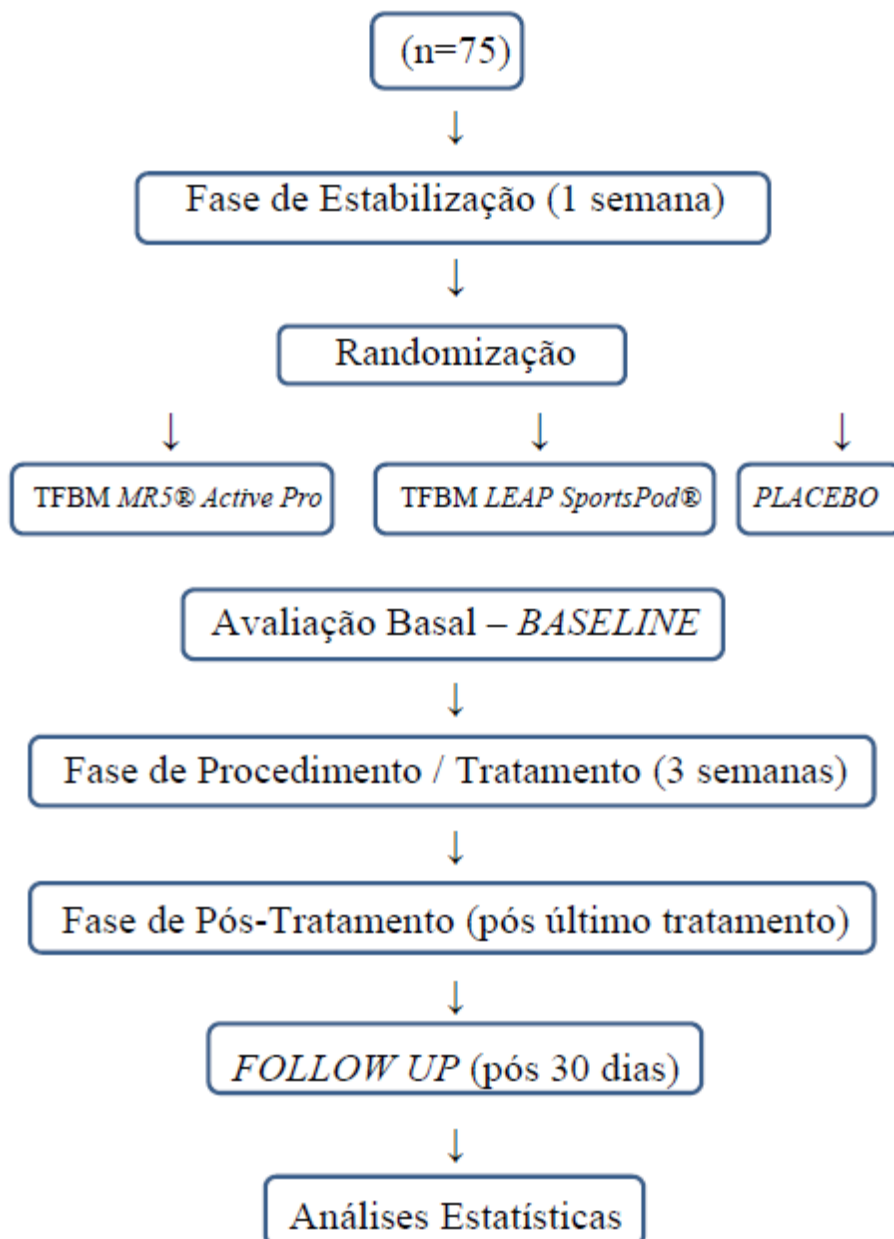 (n=75)
↓
Fase de Estabilização (1 semana)
↓
Randomização
↓ ↓ ↓
TFBM MR5® Active Pro TFBM LEAP SportsPod® PLACEBO
Avaliação Basal – BASELINE
↓
Fase de Procedimento / Tratamento (3 semanas)
↓
Fase de Pós-Tratamento (pós último tratamento)
↓
FOLLOW UP (pós 30 dias)
↓
Análises Estatísticas